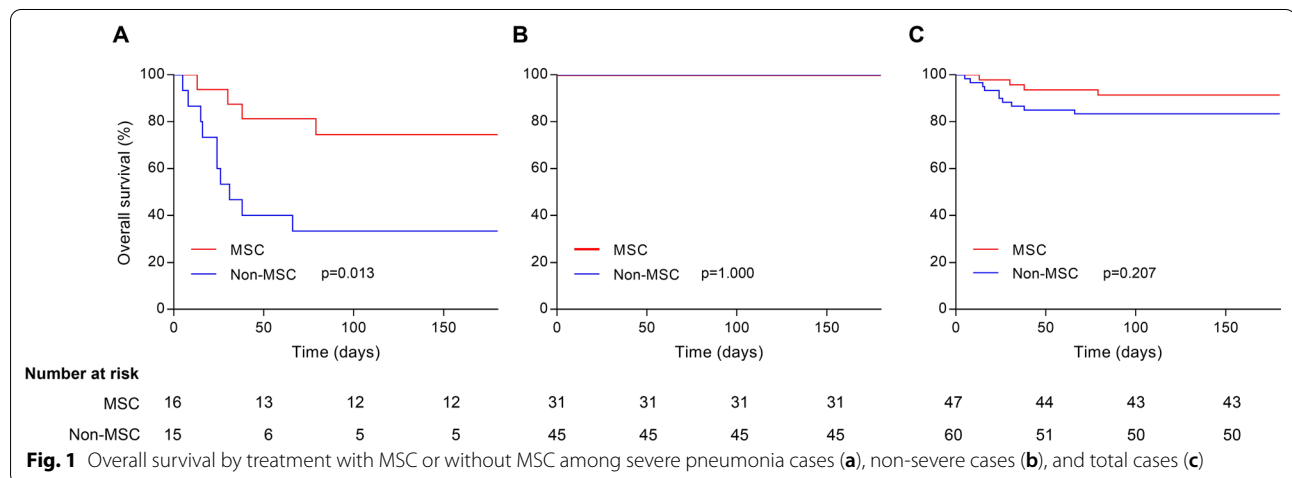 A
B
C
100
80
60
40
20
0
Overall survival (%)
MSC
Non-MSC p=0.013
0 50 100 150
Time (days)
100
80
60
40
20
0
MSC
Non-MSC p=1.000
0 50 100 150
Time (days)
100
80
60
40
20
0
MSC
Non-MSC p=0.207
0 50 100 150
Time (days)
Number at risk
MSC 16 13 12 12 31 31 31 31 47 44 43 43
Non-MSC 15 6 5 5 45 45 45 45 60 51 50 50
Fig. 1 Overall survival by treatment with MSC or without MSC among severe pneumonia cases (a), non-severe cases (b), and total cases (c)